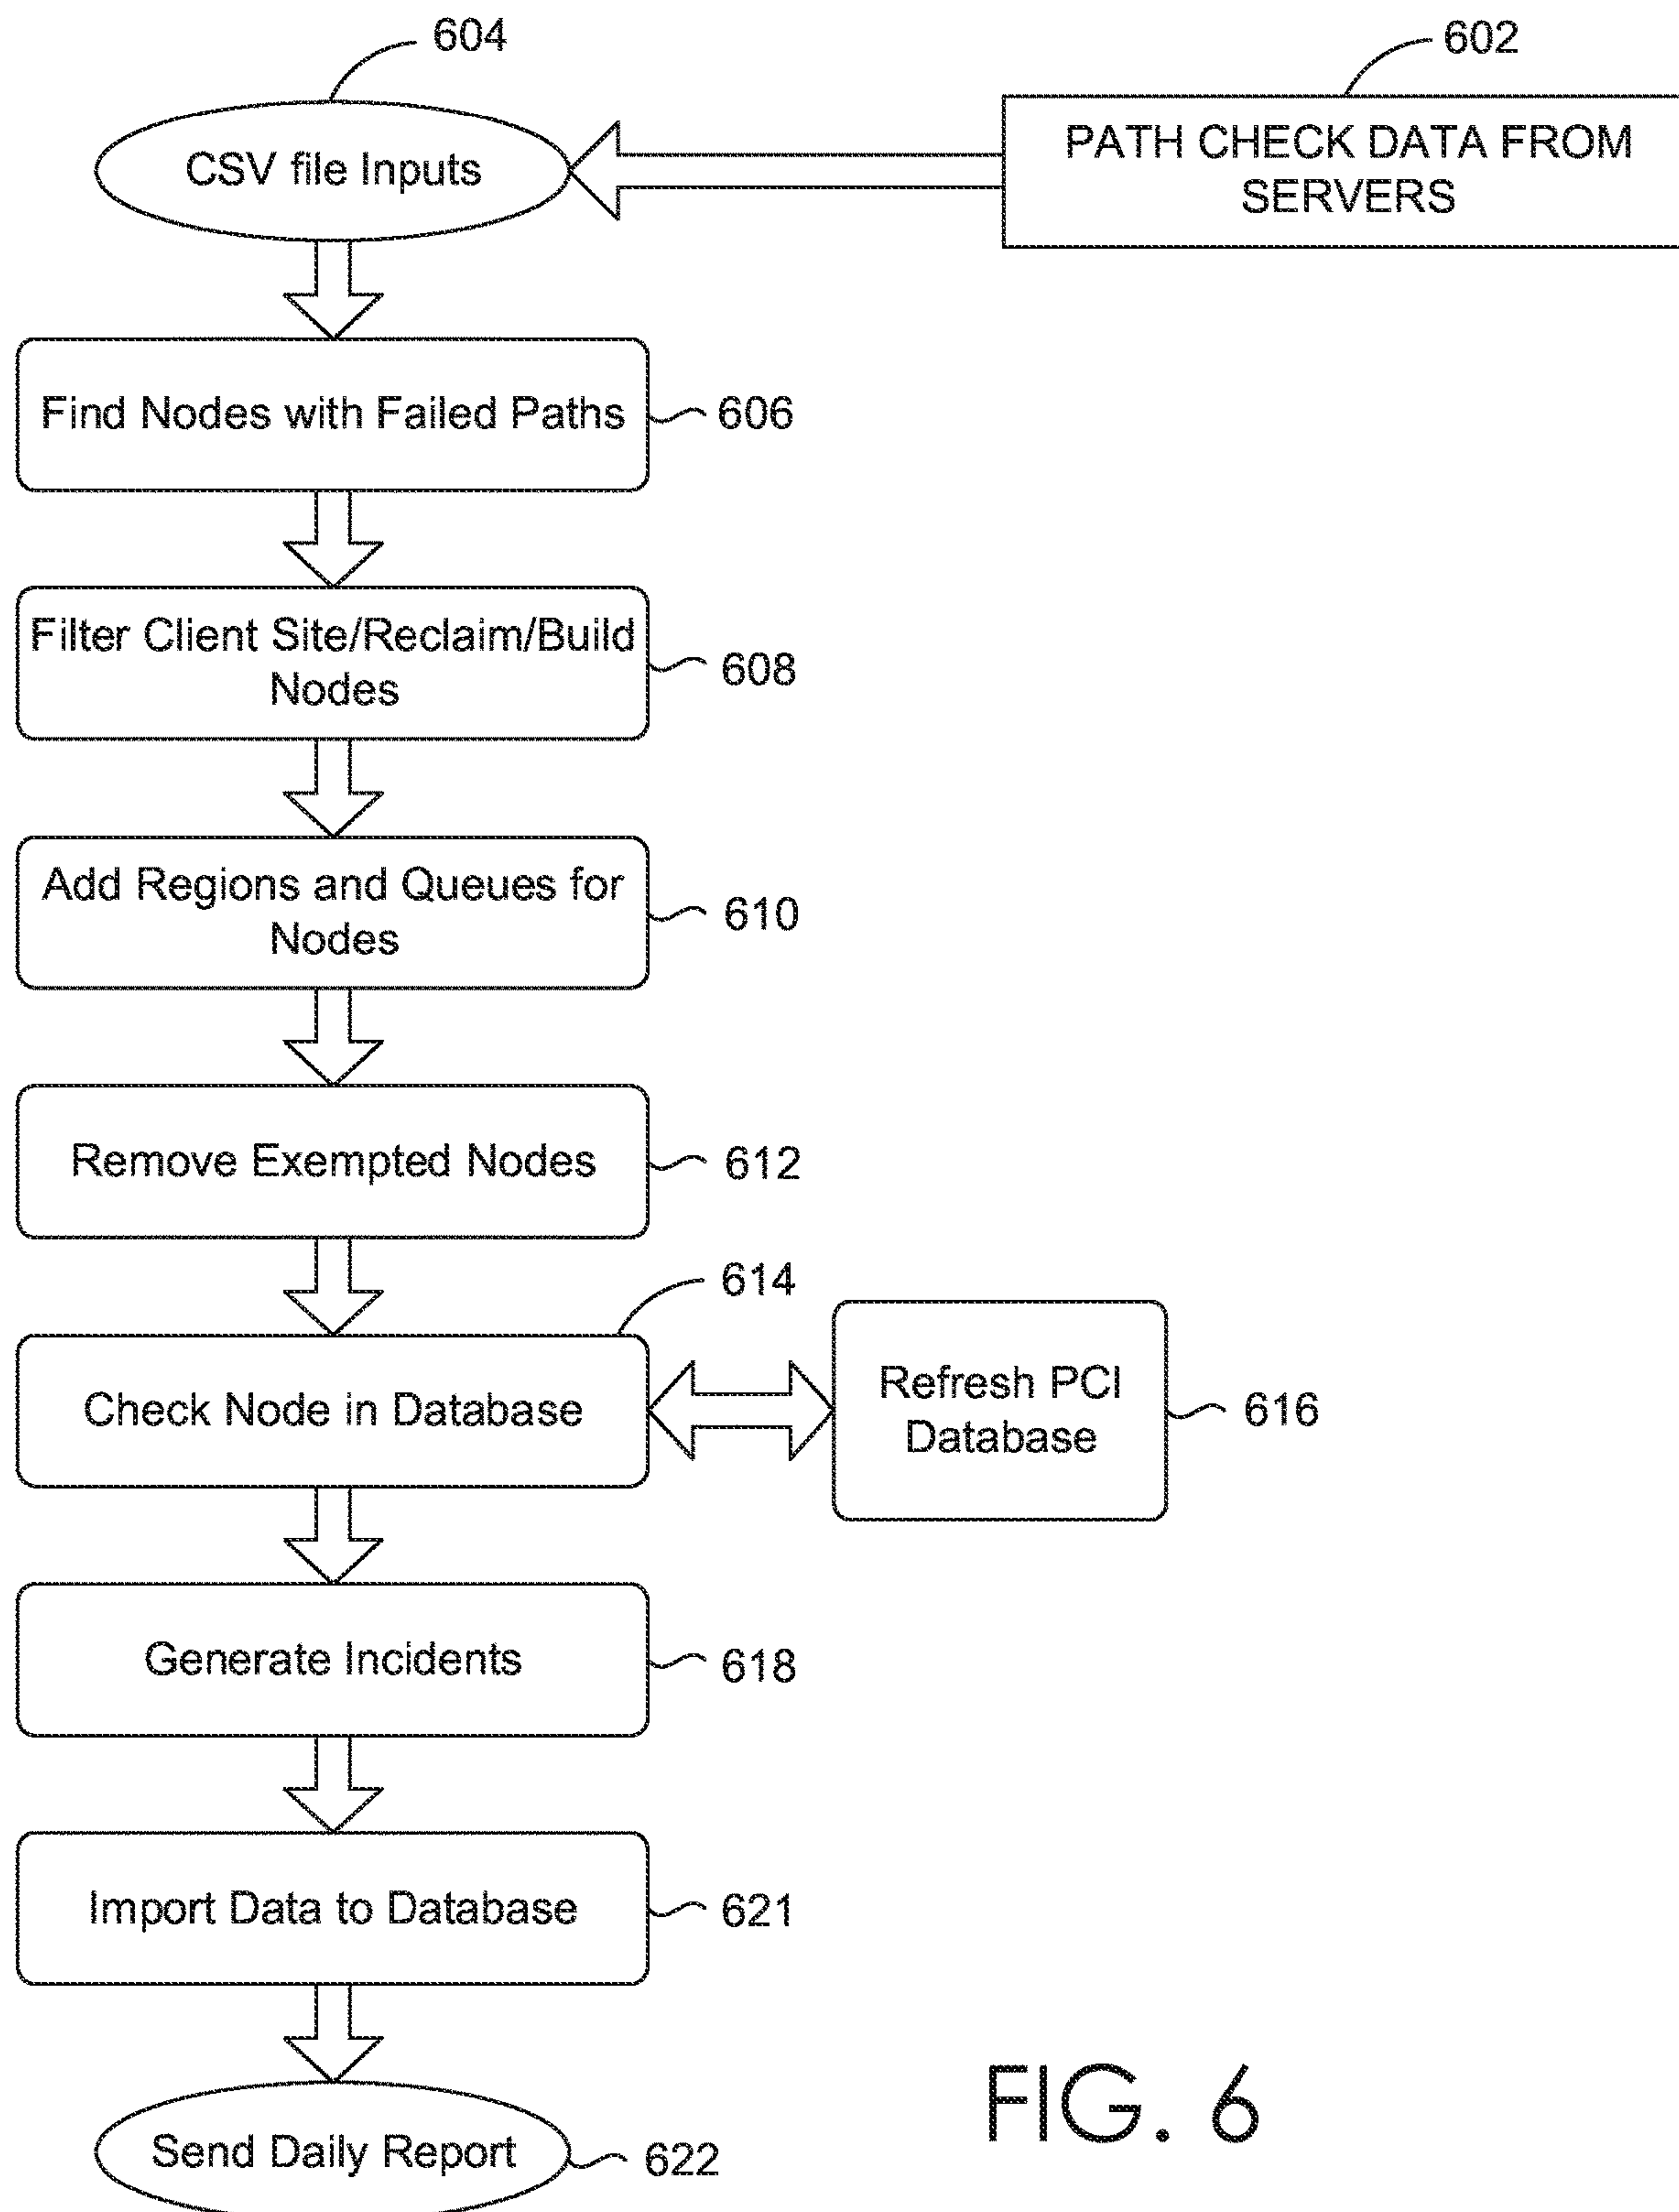 604
602
CSV file Inputs
PATH CHECK DATA FROM
SERVERS
Find Nodes with Failed Paths
606
Filter Client Site/Reclaim/Build
Nodes
608
Add Regions and Queues for
Nodes
610
Remove Exempted Nodes
612
614
Check Node in Database
Refresh PCI
Database
616
Generate Incidents
618
Import Data to Database
621
Send Daily Report
622
FIG. 6